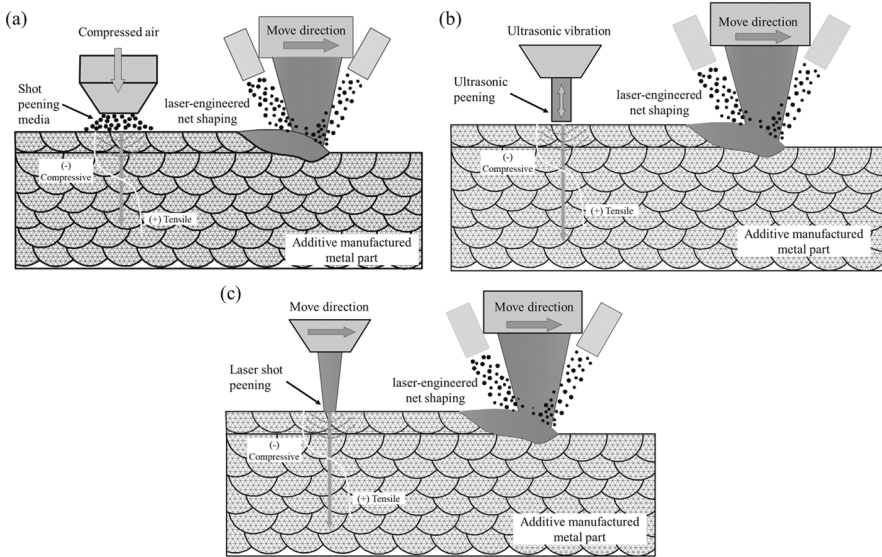 (a)
Compressed air
Move direction
Shot
peening
media
laser-engineered
net shaping
(-)
Compressive
(+) Tensile
Additive manufactured
metal part
(b)
Ultrasonic vibration
Move direction
Ultrasonic
peening
laser-engineered
net shaping
(-)
Compressive
(+) Tensile
Additive manufactured
metal part
(c)
Move direction
Move direction
Laser shot
peening
laser-engineered
net shaping
(-)
Compressive
(+) Tensile
Additive manufactured
metal part